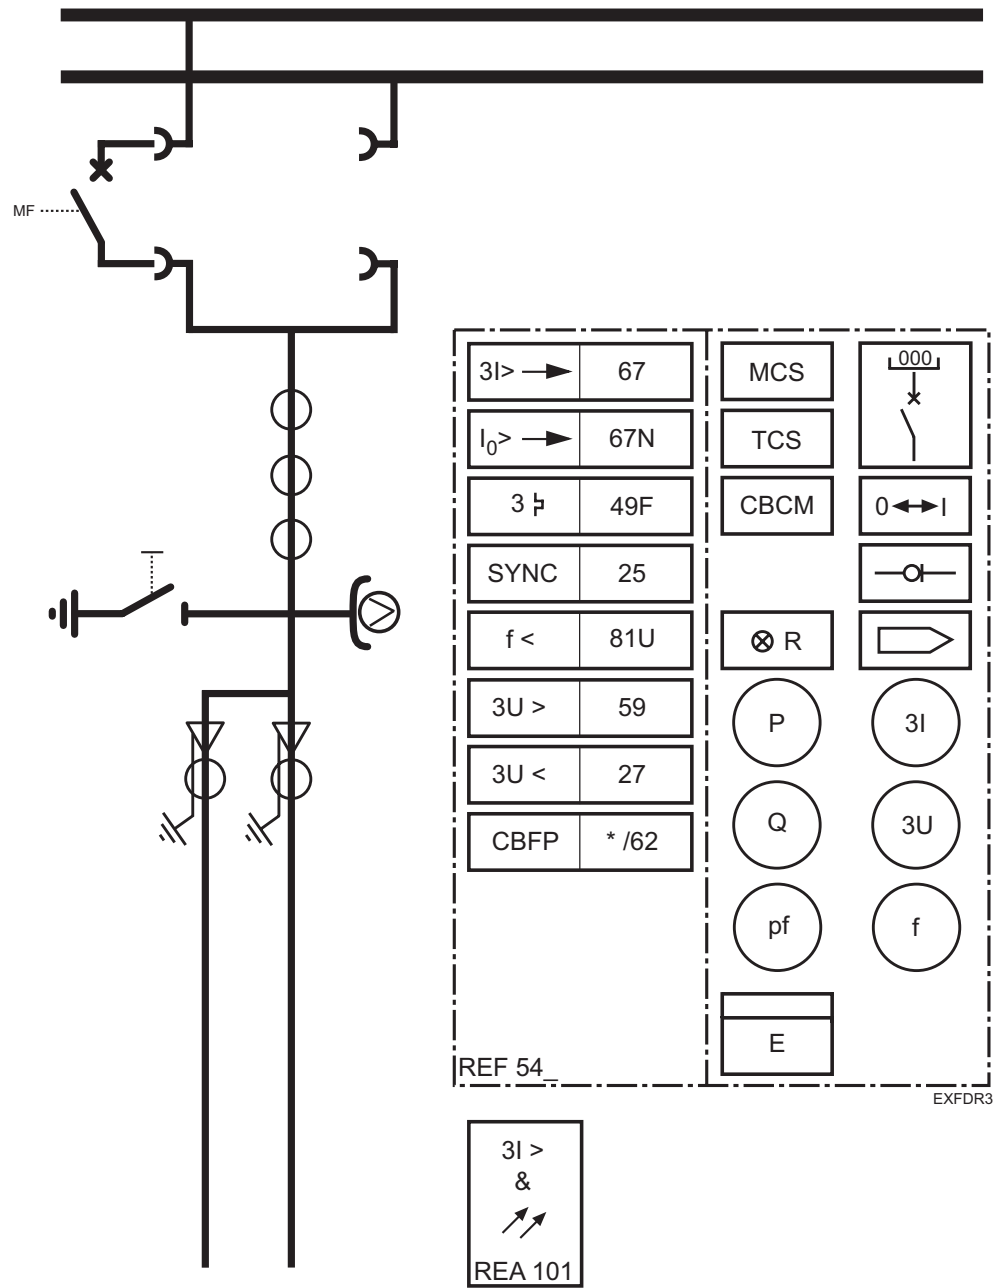 MF
3I> 67
I0> 67N
3 49F
SYNC 25
f < 81U
3U > 59
3U < 27
CBFP * /62
REF 54_
MCS
000
TCS
CBCM
0 I
R
P
3I
Q
3U
pf
f
E
EXFDR3
3I >
&
REA 101